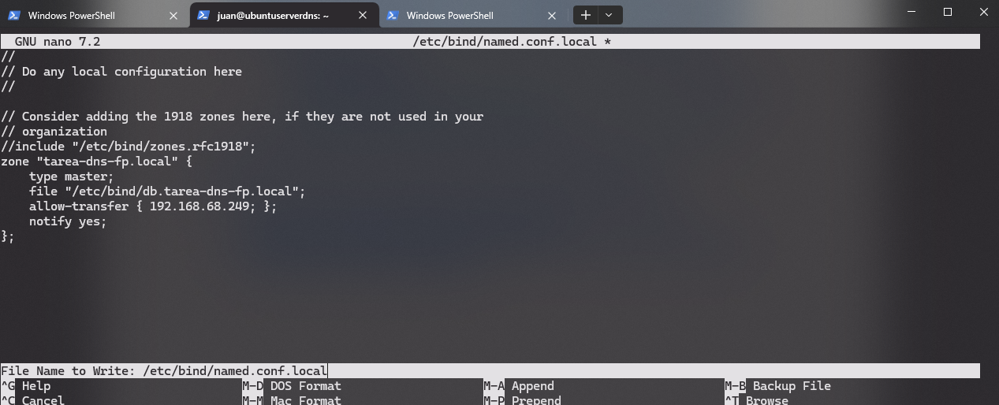 Windows PowerShell
juan@ubuntuserverdns: ~
Windows PowerShell
GNU nano 7.2 /etc/bind/named.conf.local *
//
// Do any local configuration here
//
// Consider adding the 1918 zones here, if they are not used in your
// organization
//include "/etc/bind/zones.rfc1918";
zone "tarea-dns-fp.local" {
    type master;
    file "/etc/bind/db.tarea-dns-fp.local";
    allow-transfer { 192.168.68.249; };
    notify yes;
};
File Name to Write: /etc/bind/named.conf.local
^G Help M-D DOS Format M-A Append M-B Backup File
^C Cancel M-M Mac Format M-P Prepend ^T Browse